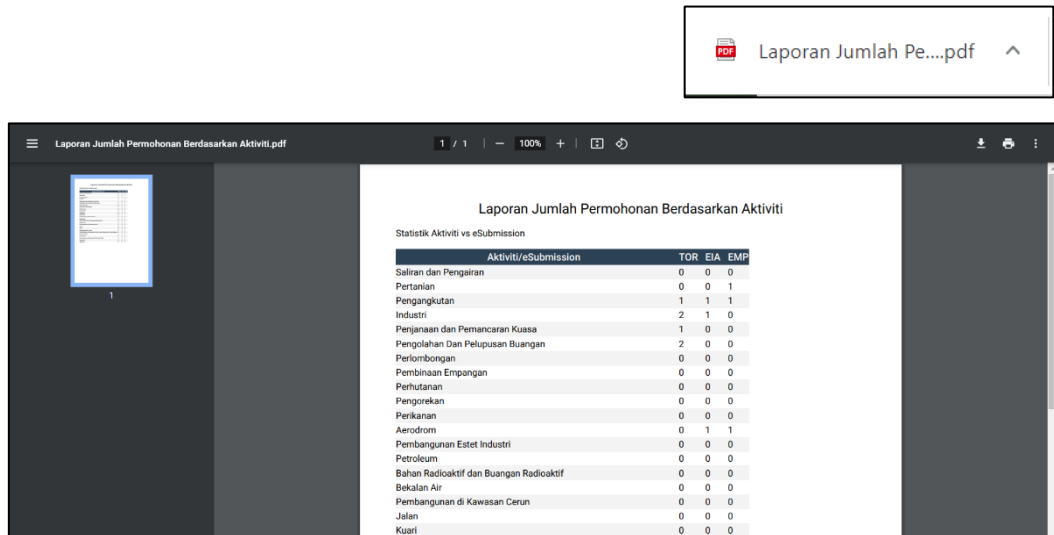 PDF
Laporan Jumlah Pe....pdf
Laporan Jumlah Permohonan Berdasarkan Aktiviti.pdf
1 / 1
100%
1
Laporan Jumlah Permohonan Berdasarkan Aktiviti
Statistik Aktiviti vs eSubmission
Aktiviti/eSubmission TOR EIA EMP
Saliran dan Pengairan 0 0 0
Pertanian 0 0 1
Pengangkutan 1 1 1
Industri 2 1 0
Penjanaan dan Pemancaran Kuasa 1 0 0
Pengolahan Dan Pelupusan Buangan 2 0 0
Perlombongan 0 0 0
Pembinaan Empangan 0 0 0
Perhutanan 0 0 0
Pengorekan 0 0 0
Perikanan 0 0 0
Aerodrom 0 1 1
Pembangunan Estet Industri 0 0 0
Petroleum 0 0 0
Bahan Radioaktif dan Buangan Radioaktif 0 0 0
Bekalan Air 0 0 0
Pembangunan di Kawasan Cerun 0 0 0
Jalan 0 0 0
Kuari 0 0 0